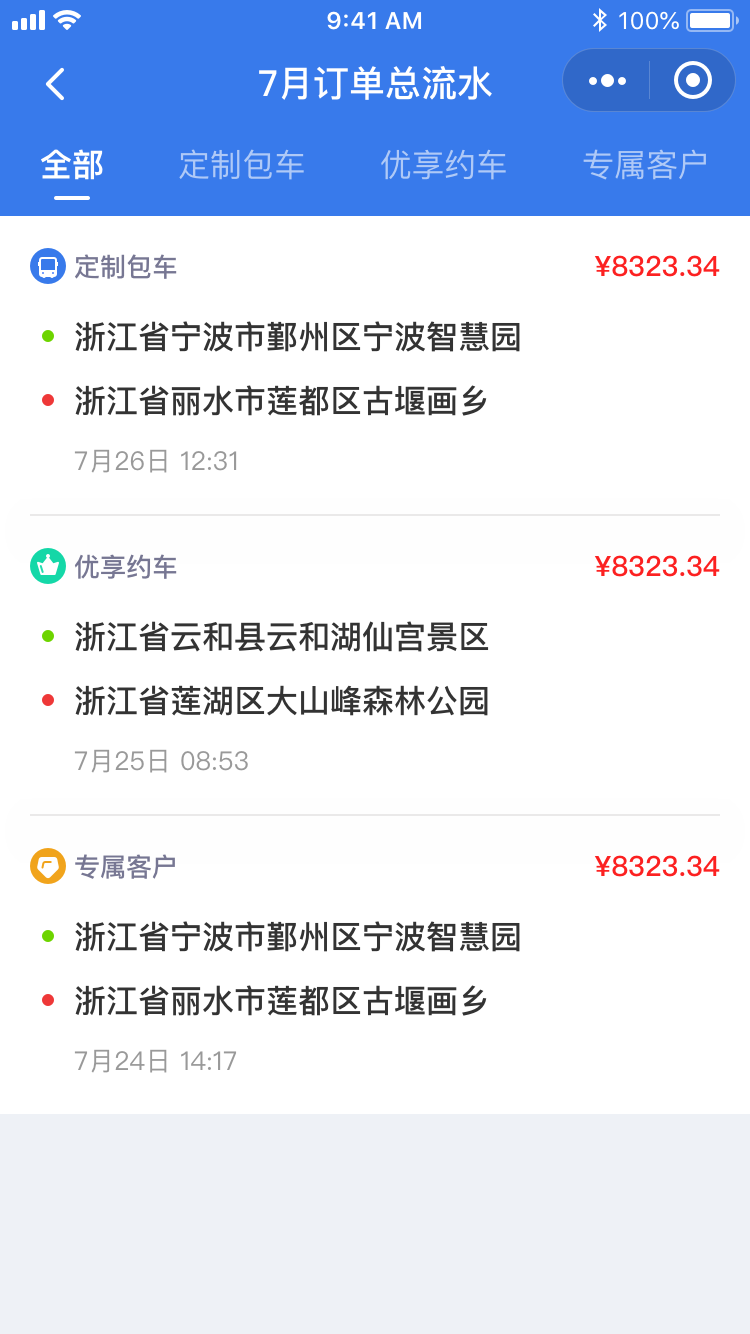 9:41 AM
100%
7月订单总流水
全部 定制包车 优享约车 专属客户
定制包车 ¥8323.34
浙江省宁波市鄞州区宁波智慧园
浙江省丽水市莲都区古堰画乡
7月26日 12:31
优享约车 ¥8323.34
浙江省云和县云和湖仙宫景区
浙江省莲湖区大山峰森林公园
7月25日 08:53
专属客户 ¥8323.34
浙江省宁波市鄞州区宁波智慧园
浙江省丽水市莲都区古堰画乡
7月24日 14:17